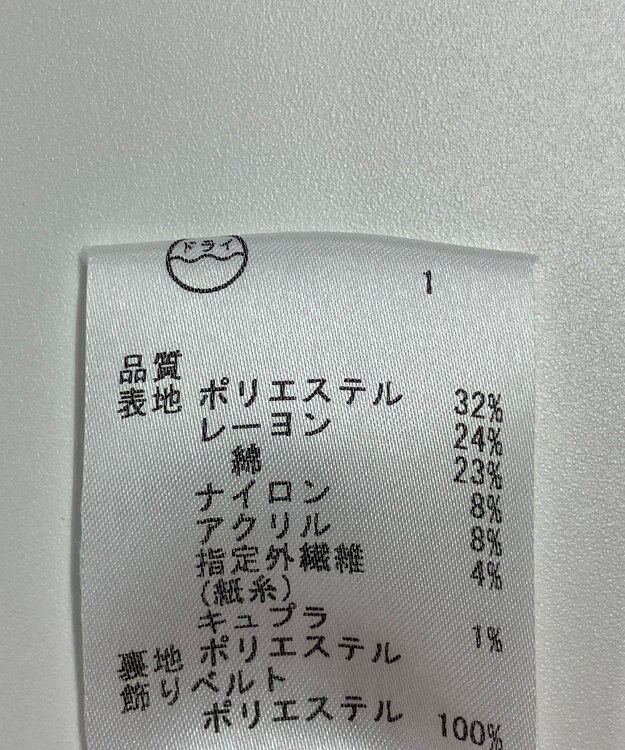 ドライ
1
品質
表地 ポリエステル 32%
レーヨン 24%
綿 23%
ナイロン 8%
アクリル 8%
指定外繊維 4%
(紙糸)
キュプラ 1%
裏地 ポリエステル
飾りベルト
ポリエステル 100%